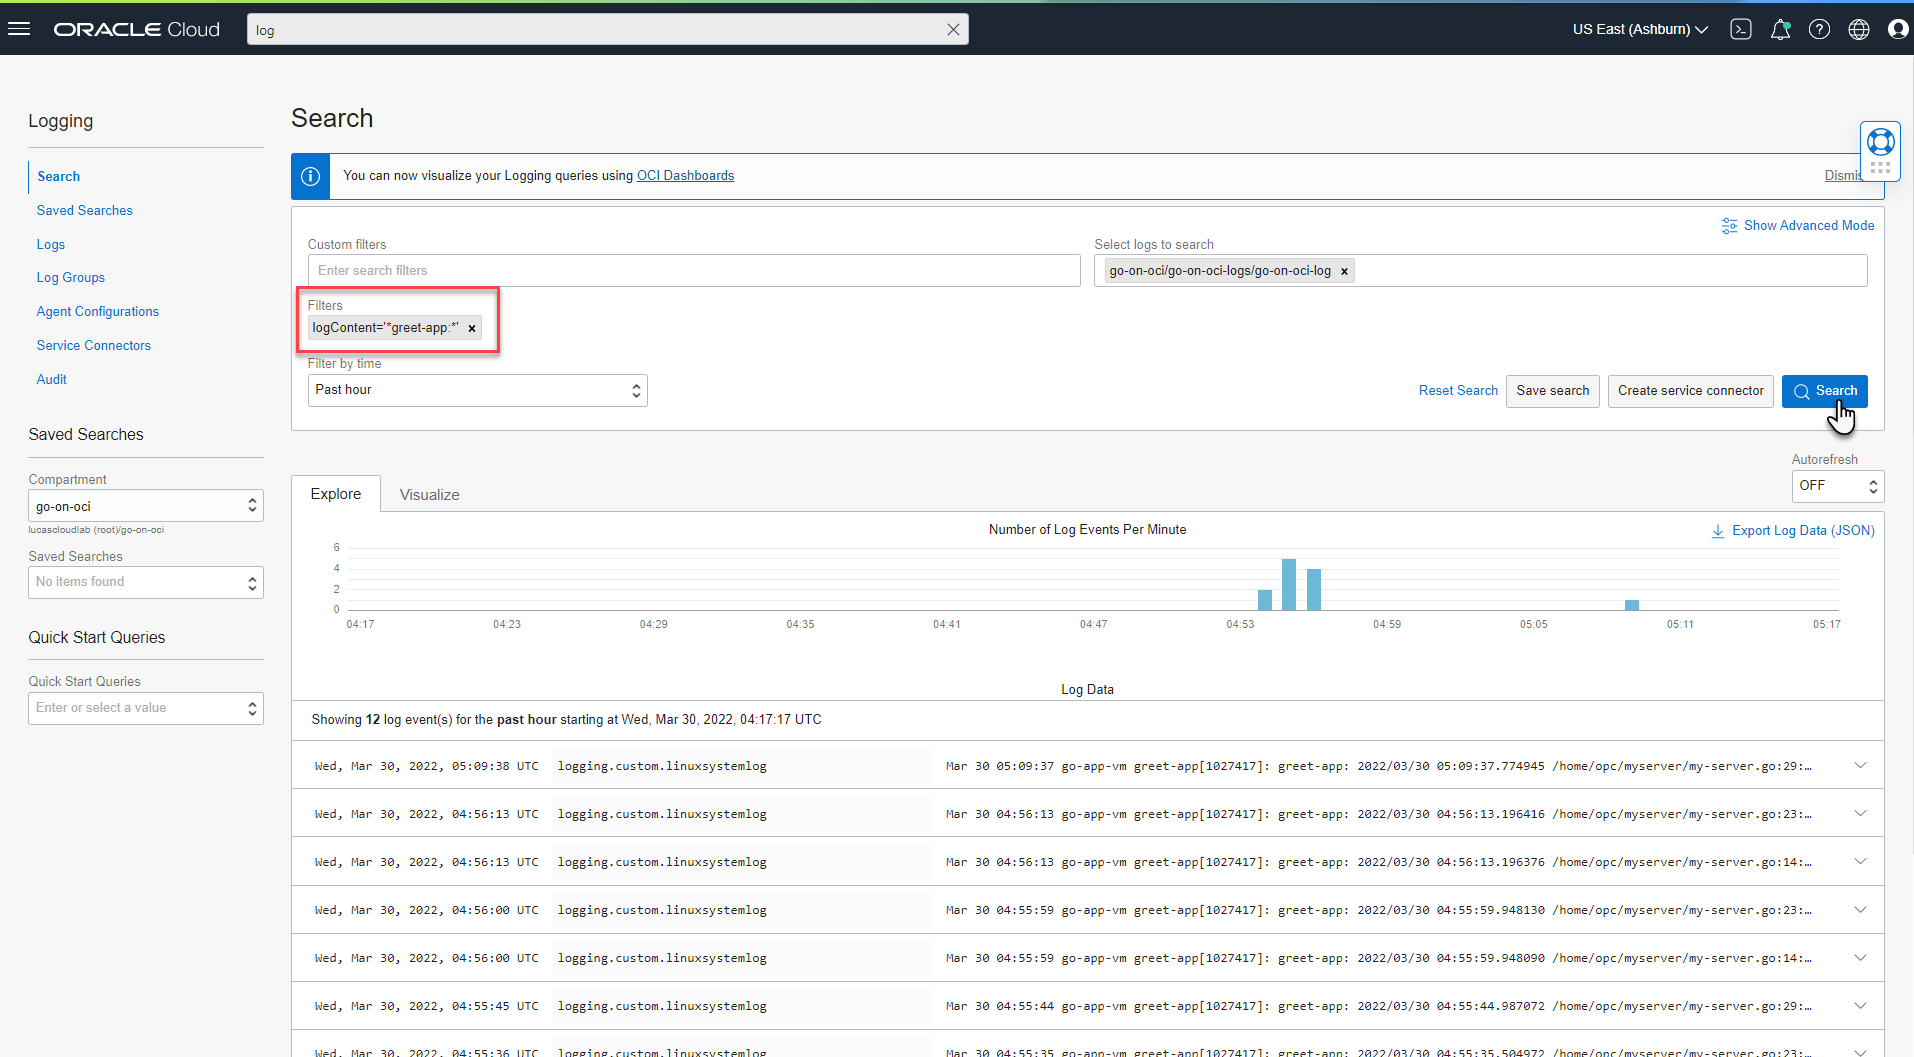 ORACLE Cloud
log
US East (Ashburn)
Logging
Search
Saved Searches
Logs
Log Groups
Agent Configurations
Service Connectors
Audit
Saved Searches
Compartment
go-on-oci
lucascloudlab (root)/go-on-oci
Saved Searches
No items found
Quick Start Queries
Quick Start Queries
Enter or select a value
Search
You can now visualize your Logging queries using OCI Dashboards
Dismis
Show Advanced Mode
Custom filters
Enter search filters
Select logs to search
go-on-oci/go-on-oci-logs/go-on-oci-log ×
Filters
logContent='*greet-app:*' ×
Filter by time
Past hour
Reset Search
Save search
Create service connector
Search
Autorefresh
OFF
Explore
Visualize
Number of Log Events Per Minute
Export Log Data (JSON)
6
4
2
0
04:17 04:23 04:29 04:35 04:41 04:47 04:53 04:59 05:05 05:11 05:17
Log Data
Showing 12 log event(s) for the past hour starting at Wed, Mar 30, 2022, 04:17:17 UTC
Wed, Mar 30, 2022, 05:09:38 UTC logging.custom.linuxsystemlog Mar 30 05:09:37 go-app-vm greet-app[1027417]: greet-app: 2022/03/30 05:09:37.774945 /home/opc/myserver/my-server.go:29:…
Wed, Mar 30, 2022, 04:56:13 UTC logging.custom.linuxsystemlog Mar 30 04:56:13 go-app-vm greet-app[1027417]: greet-app: 2022/03/30 04:56:13.196416 /home/opc/myserver/my-server.go:23:…
Wed, Mar 30, 2022, 04:56:13 UTC logging.custom.linuxsystemlog Mar 30 04:56:13 go-app-vm greet-app[1027417]: greet-app: 2022/03/30 04:56:13.196376 /home/opc/myserver/my-server.go:14:…
Wed, Mar 30, 2022, 04:56:00 UTC logging.custom.linuxsystemlog Mar 30 04:55:59 go-app-vm greet-app[1027417]: greet-app: 2022/03/30 04:55:59.948130 /home/opc/myserver/my-server.go:23:…
Wed, Mar 30, 2022, 04:56:00 UTC logging.custom.linuxsystemlog Mar 30 04:55:59 go-app-vm greet-app[1027417]: greet-app: 2022/03/30 04:55:59.948090 /home/opc/myserver/my-server.go:14:…
Wed, Mar 30, 2022, 04:55:45 UTC logging.custom.linuxsystemlog Mar 30 04:55:44 go-app-vm greet-app[1027417]: greet-app: 2022/03/30 04:55:44.987072 /home/opc/myserver/my-server.go:29:…
Wed, Mar 30, 2022, 04:55:36 UTC logging.custom.linuxsystemlog Mar 30 04:55:35 go-app-vm greet-app[1027417]: greet-app: 2022/03/30 04:55:35.504972 /home/opc/myserver/my-server.go:23:…